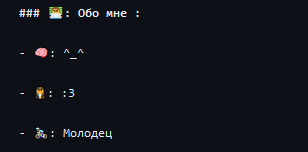 ### 👨‍💻: Обо мне :
- 🧠: ^_^
- 👩‍💼: :3
- 🚴: Молодец